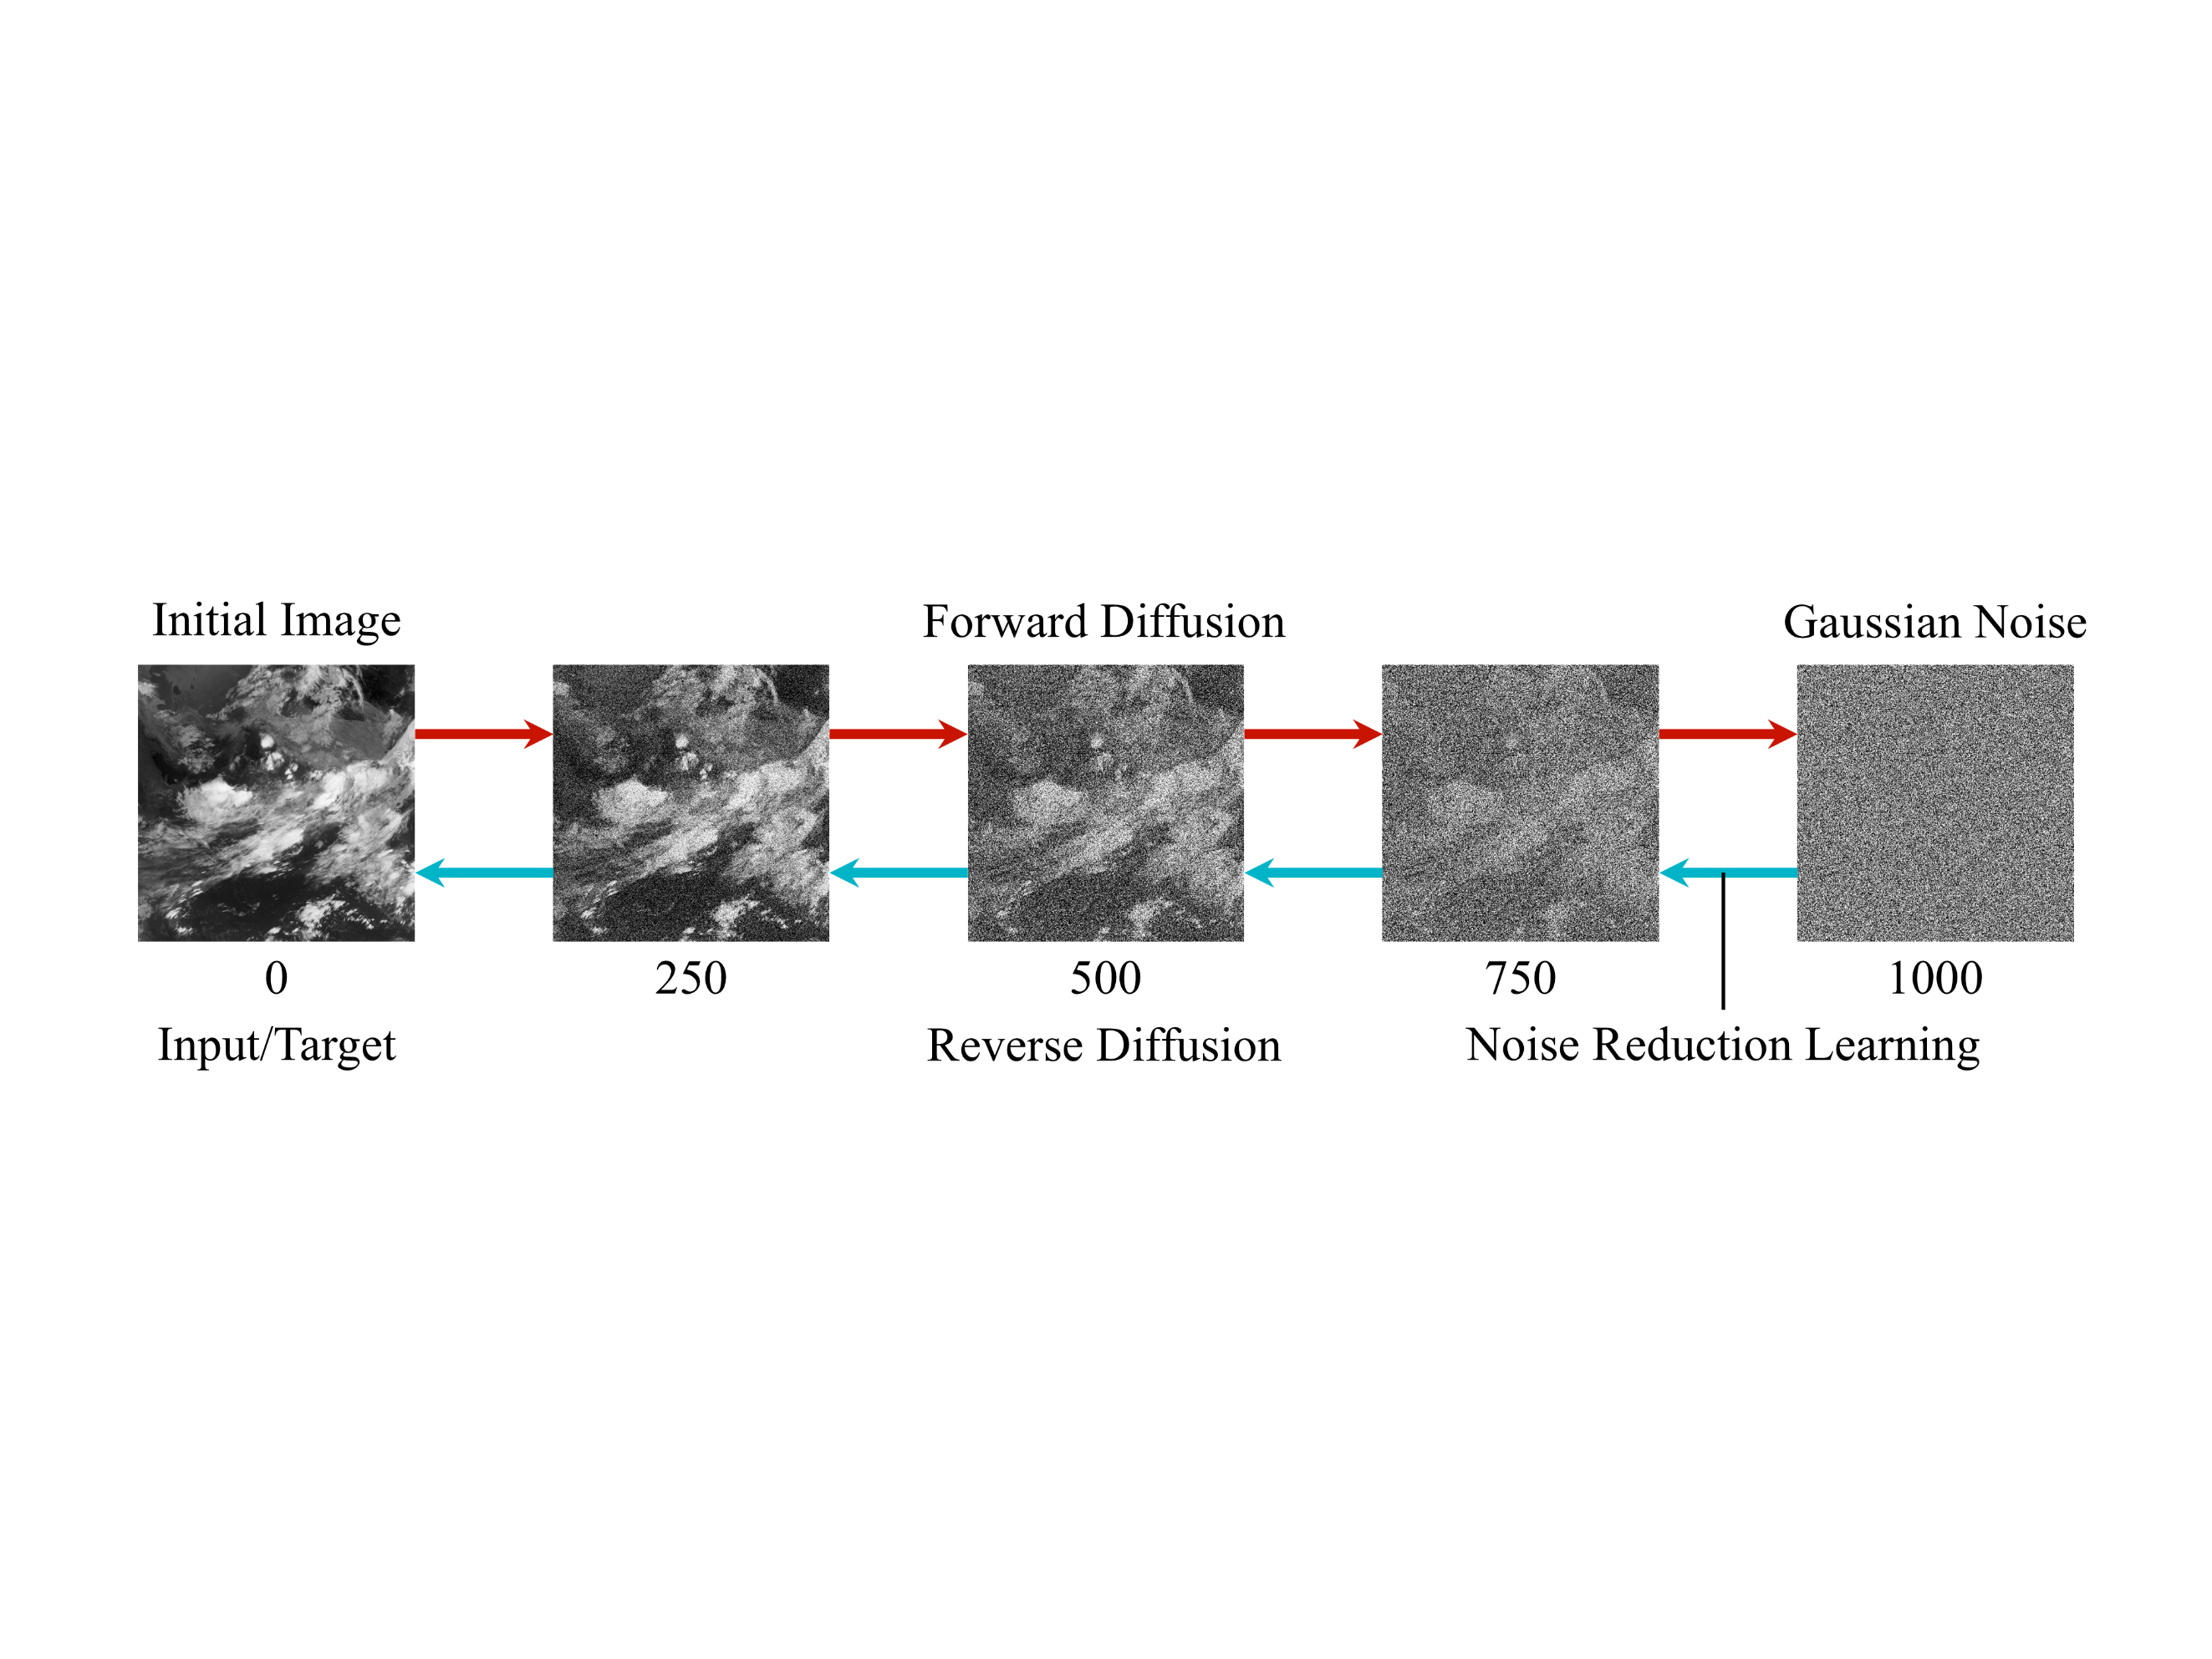 Initial Image
Forward Diffusion
Gaussian Noise
0
250
500
750
1000
Input/Target
Reverse Diffusion
Noise Reduction Learning